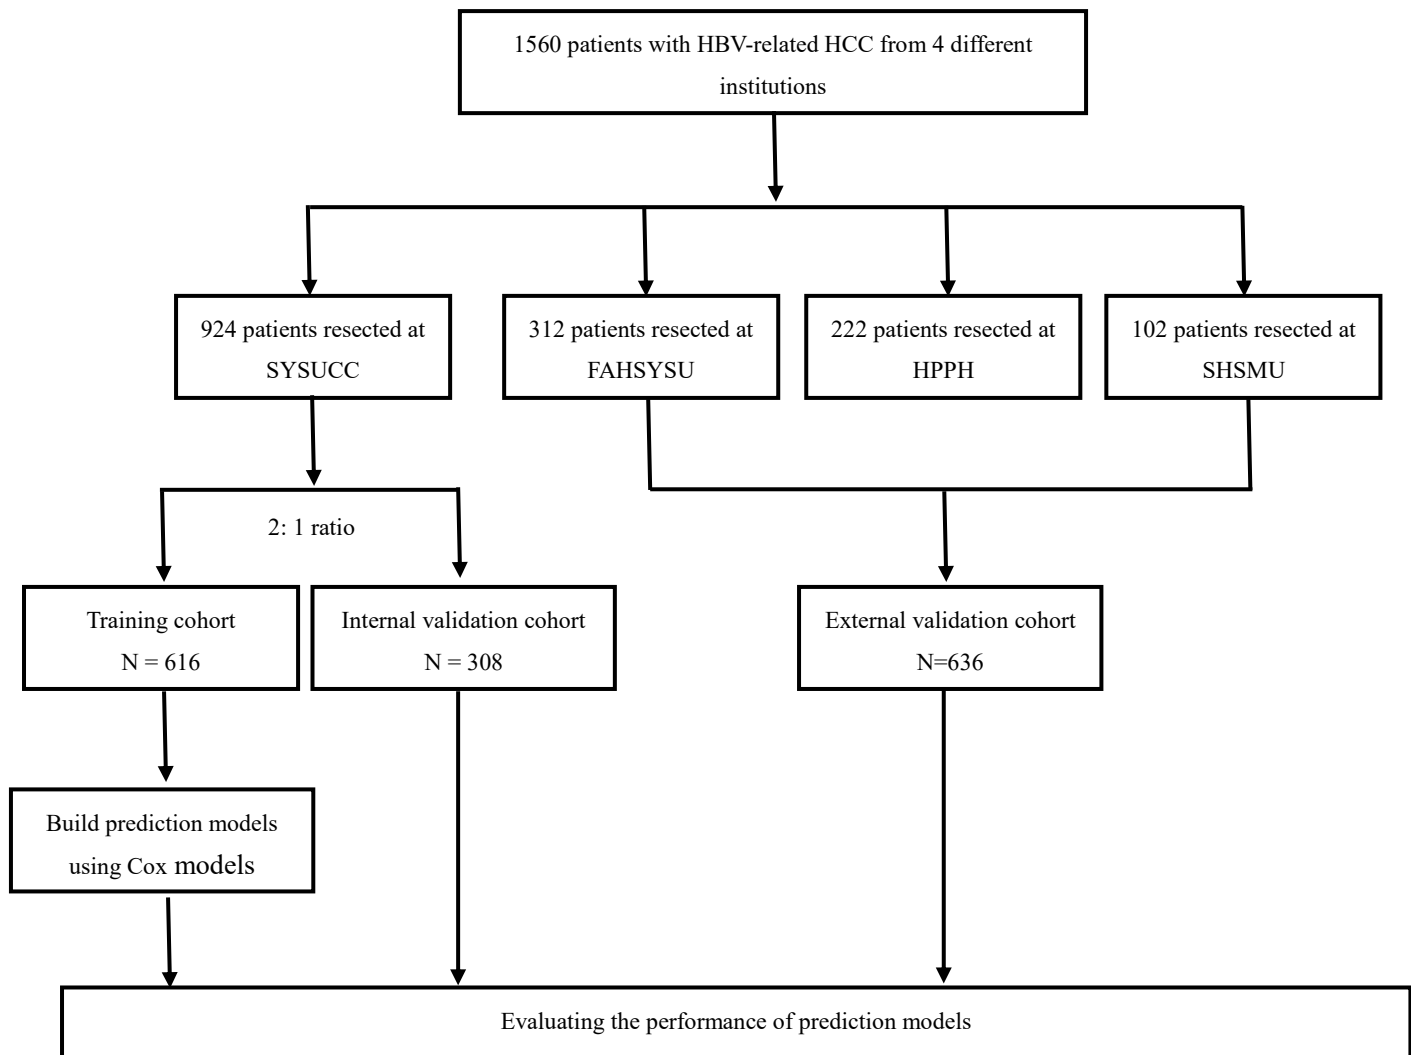 1560 patients with HBV-related HCC from 4 different
institutions
924 patients resected at
SYSUCC
312 patients resected at
FAHSYSU
222 patients resected at
HPPH
102 patients resected at
SHSMU
2: 1 ratio
Training cohort
N = 616
Internal validation cohort
N = 308
External validation cohort
N=636
Build prediction models
using Cox models
Evaluating the performance of prediction models